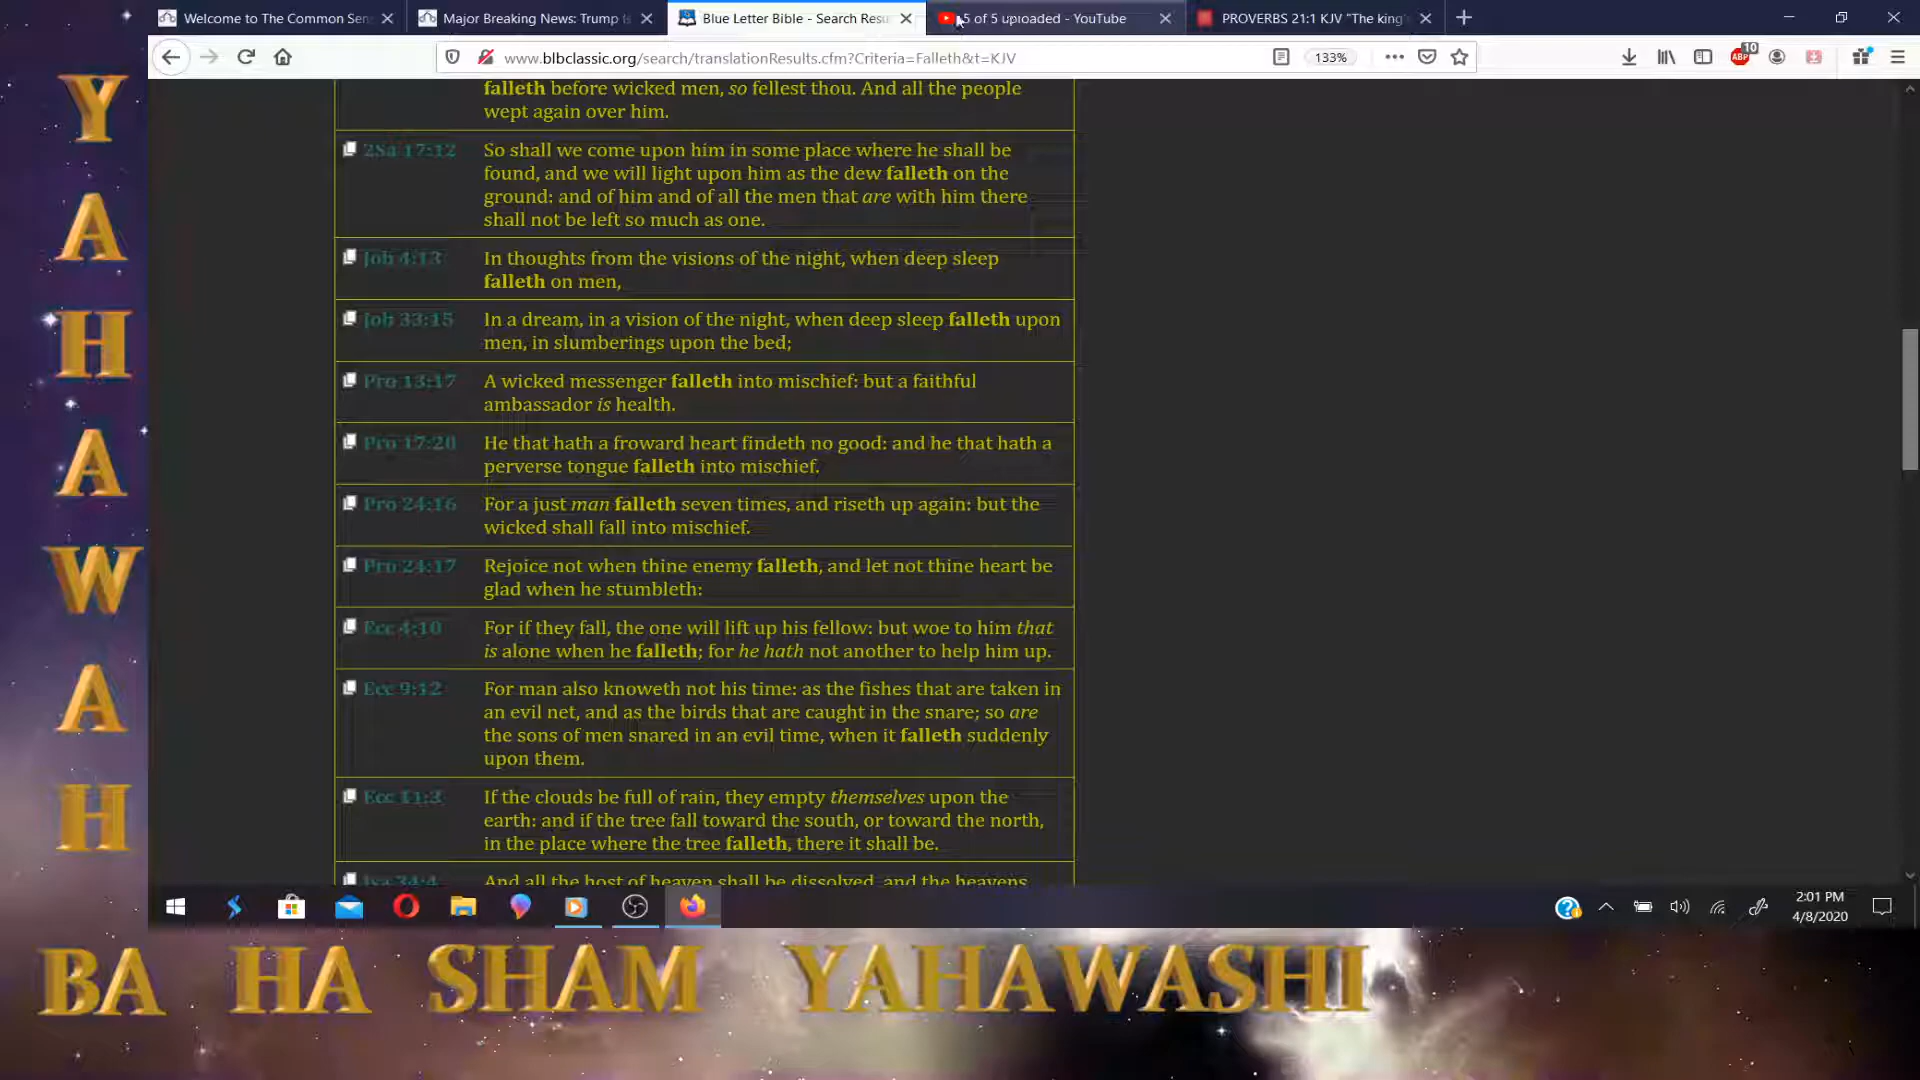 Welcome to The Common Sen
Major Breaking News: Trump Is
Blue Letter Bible - Search Resu
5 of 5 uploaded - YouTube
PROVERBS 21:1 KJV "The king'
www.blbclassic.org/search/translationResults.cfm?Criteria=Falleth&t=KJV
133%
10
ABP
falleth before wicked men, so fellest thou. And all the people
wept again over him.
2Sa 17:12
So shall we come upon him in some place where he shall be
found, and we will light upon him as the dew falleth on the
ground: and of him and of all the men that are with him there
shall not be left so much as one.
Job 4:13
In thoughts from the visions of the night, when deep sleep
falleth on men,
Job 33:15
In a dream, in a vision of the night, when deep sleep falleth upon
men, in slumberings upon the bed;
Pro 13:17
A wicked messenger falleth into mischief: but a faithful
ambassador is health.
Pro 17:20
He that hath a froward heart findeth no good: and he that hath a
perverse tongue falleth into mischief.
Pro 24:16
For a just man falleth seven times, and riseth up again: but the
wicked shall fall into mischief.
Pro 24:17
Rejoice not when thine enemy falleth, and let not thine heart be
glad when he stumbleth:
Ecc 4:10
For if they fall, the one will lift up his fellow: but woe to him that
is alone when he falleth; for he hath not another to help him up.
Ecc 9:12
For man also knoweth not his time: as the fishes that are taken in
an evil net, and as the birds that are caught in the snare; so are
the sons of men snared in an evil time, when it falleth suddenly
upon them.
Ecc 11:3
If the clouds be full of rain, they empty themselves upon the
earth: and if the tree fall toward the south, or toward the north,
in the place where the tree falleth, there it shall be.
Isa 34:4
And all the host of heaven shall be dissolved, and the heavens
2:01 PM
4/8/2020
YAHAWAH
BA HA SHAM YAHAWASHI